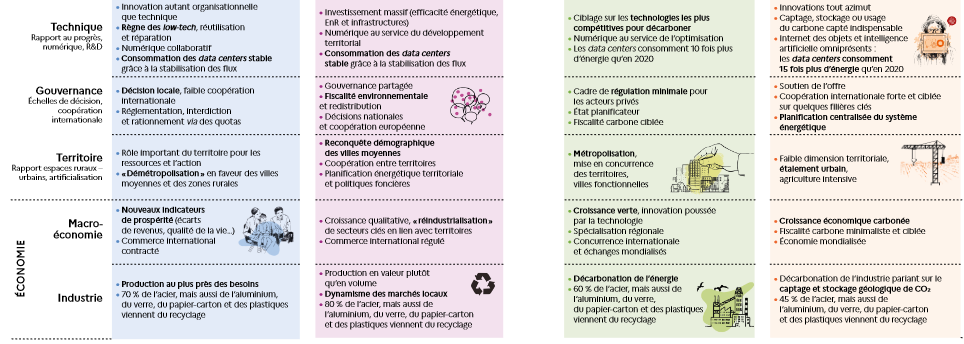 Technique
Rapport au progrès,
numérique, R&D
• Innovation autant organisationnelle
que technique
• Règne des low-tech, réutilisation
et réparation
• Numérique collaboratif
• Consommation des data centers stable
grâce à la stabilisation des flux
• Investissement massif (efficacité énergétique,
EnR et infrastructures)
• Numérique au service du développement
territorial
• Consommation des data centers
stable grâce à la stabilisation des flux
• Ciblage sur les technologies les plus
compétitives pour décarboner
• Numérique au service de l'optimisation
• Les data centers consomment 10 fois plus
d'énergie qu'en 2020
• Innovations tout azimut
• Captage, stockage ou usage
du carbone capté indispensable
• Internet des objets et intelligence
artificielle omniprésents :
les data centers consomment
15 fois plus d'énergie qu'en 2020
Gouvernance
Échelles de décision,
coopération
internationale
• Décision locale, faible coopération
internationale
• Réglementation, interdiction
et rationnement via des quotas
• Gouvernance partagée
• Fiscalité environnementale
et redistribution
• Décisions nationales
et coopération européenne
• Cadre de régulation minimale pour
les acteurs privés
• État planificateur
• Fiscalité carbone ciblée
• Soutien de l'offre
• Coopération internationale forte et ciblée
sur quelques filières clés
• Planification centralisée du système
énergétique
Territoire
Rapport espaces ruraux –
urbains, artificialisation
• Rôle important du territoire pour les
ressources et l'action
• « Démétropolisation » en faveur des villes
moyennes et des zones rurales
• Reconquête démographique
des villes moyennes
• Coopération entre territoires
• Planification énergétique territoriale
et politiques foncières
• Métropolisation,
mise en concurrence
des territoires,
villes fonctionnelles
• Faible dimension territoriale,
étalement urbain,
agriculture intensive
ÉCONOMIE
Macro-
économie
• Nouveaux indicateurs
de prospérité (écarts
de revenus, qualité de la vie...)
• Commerce international
contracté
• Croissance qualitative, « réindustrialisation »
de secteurs clés en lien avec territoires
• Commerce international régulé
• Croissance verte, innovation poussée
par la technologie
• Spécialisation régionale
• Concurrence internationale
et échanges mondialisés
• Croissance économique carbonée
• Fiscalité carbone minimaliste et ciblée
• Économie mondialisée
Industrie
• Production au plus près des besoins
• 70 % de l'acier, mais aussi de l'aluminium,
du verre, du papier-carton et des plastiques
viennent du recyclage
• Production en valeur plutôt
qu'en volume
• Dynamisme des marchés locaux
• 80 % de l'acier, mais aussi de
l'aluminium, du verre, du papier-carton
et des plastiques viennent du recyclage
• Décarbonation de l'énergie
• 60 % de l'acier, mais aussi de
l'aluminium, du verre,
du papier-carton et des plastiques
viennent du recyclage
• Décarbonation de l'industrie pariant sur le
captage et stockage géologique de CO₂
• 45 % de l'acier, mais aussi de
l'aluminium, du verre, du papier-carton
et des plastiques viennent du recyclage